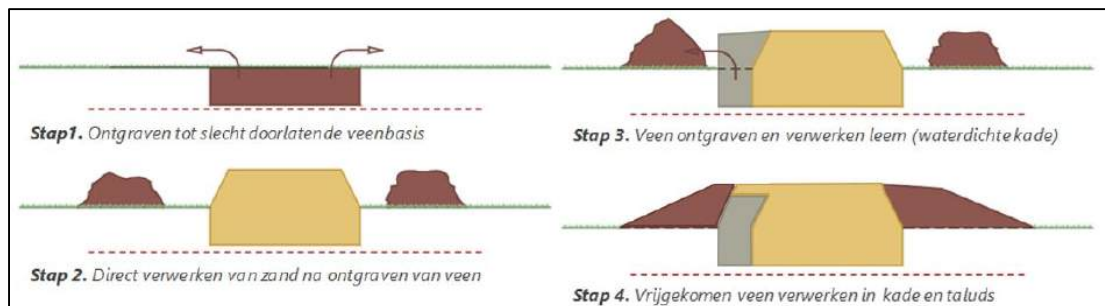 Stap1. Ontgraven tot slecht doorlatende veenbasis
Stap 2. Direct verwerken van zand na ontgraven van veen
Stap 3. Veen ontgraven en verwerken leem (waterdichte kade)
Stap 4. Vrijgekomen veen verwerken in kade en taluds